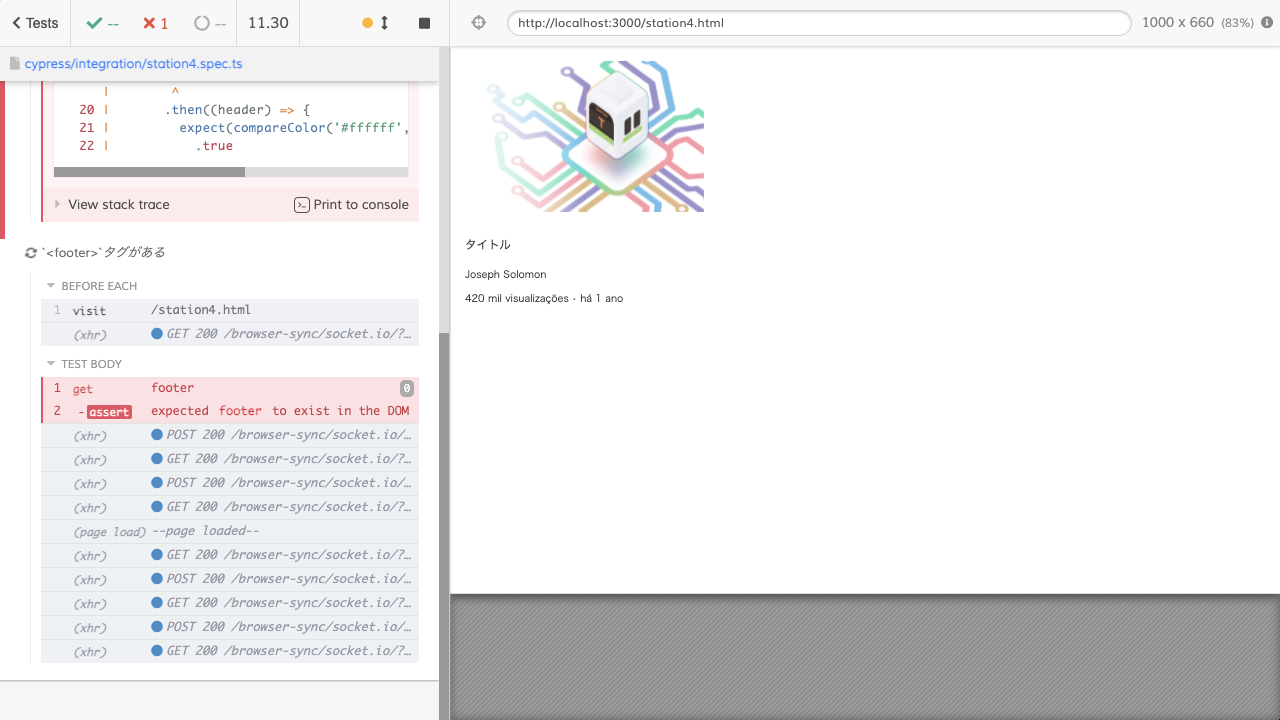 Tests
--
1
--
11.30
http://localhost:3000/station4.html
1000 x 660 (83%)
cypress/integration/station4.spec.ts
| ^
20 | .then((header) => {
21 | expect(compareColor('#ffffff',
22 | .true
View stack trace
Print to console
`<footer>`タグがある
BEFORE EACH
1 visit /station4.html
(xhr) GET 200 /browser-sync/socket.io/?…
TEST BODY
1 get footer 0
2 -assert expected footer to exist in the DOM
(xhr) POST 200 /browser-sync/socket.io/…
(xhr) GET 200 /browser-sync/socket.io/?…
(xhr) POST 200 /browser-sync/socket.io/…
(xhr) GET 200 /browser-sync/socket.io/?…
(page load) --page loaded--
(xhr) GET 200 /browser-sync/socket.io/?…
(xhr) POST 200 /browser-sync/socket.io/…
(xhr) GET 200 /browser-sync/socket.io/?…
(xhr) POST 200 /browser-sync/socket.io/…
(xhr) GET 200 /browser-sync/socket.io/?…
T
タイトル
Joseph Solomon
420 mil visualizações · há 1 ano